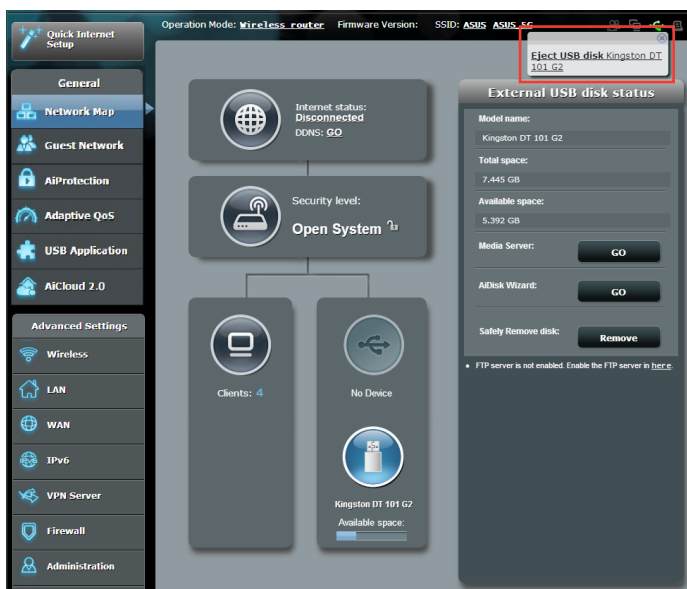 Quick Internet
Setup
Operation Mode: Wireless router Firmware Version: SSID: ASUS ASUS_5G
Eject USB disk Kingston DT
101 G2
General
Network Map
Guest Network
AiProtection
Adaptive QoS
USB Application
AiCloud 2.0
Advanced Settings
Wireless
LAN
WAN
IPv6
VPN Server
Firewall
Administration
Internet status:
Disconnected
DDNS: GO
Security level:
Open System
Clients: 4
No Device
Kingston DT 101 G2
Available space:
External USB disk status
Model name:
Kingston DT 101 G2
Total space:
7.445 GB
Available space:
5.392 GB
Media Server: GO
AiDisk Wizard: GO
Safely Remove disk: Remove
• FTP server is not enabled. Enable the FTP server in here.